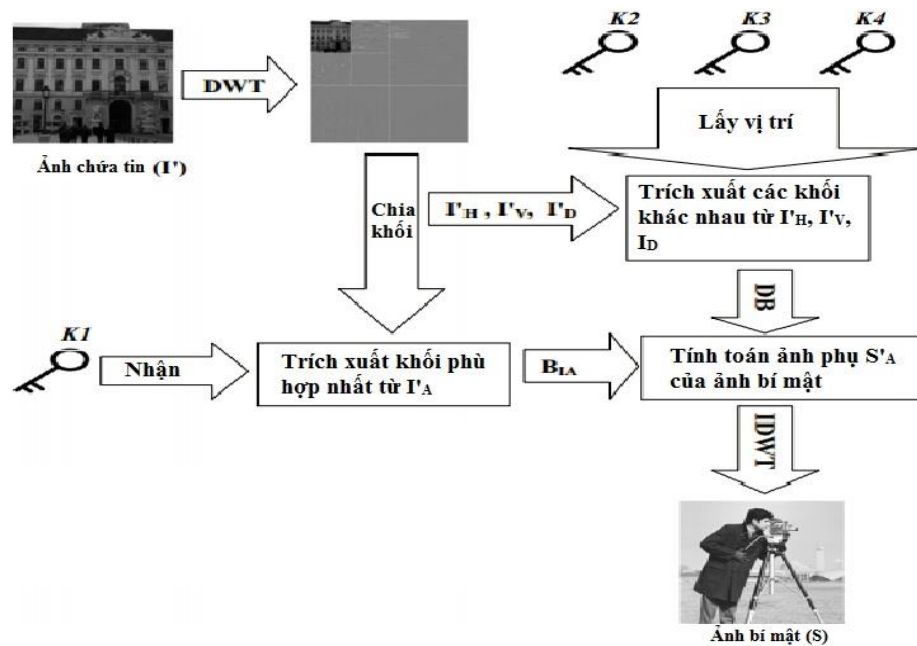 K2
K3
K4
DWT
Lấy vị trí
Ảnh chứa tin (I')
Chia
khối
I'H , I'V, I'D
Trích xuất các khối
khác nhau từ I'H, I'V,
ID
DB
K1
Nhận
Trích xuất khối phù
hợp nhất từ I'A
BIA
Tính toán ảnh phụ S'A
của ảnh bí mật
IDWT
Ảnh bí mật (S)